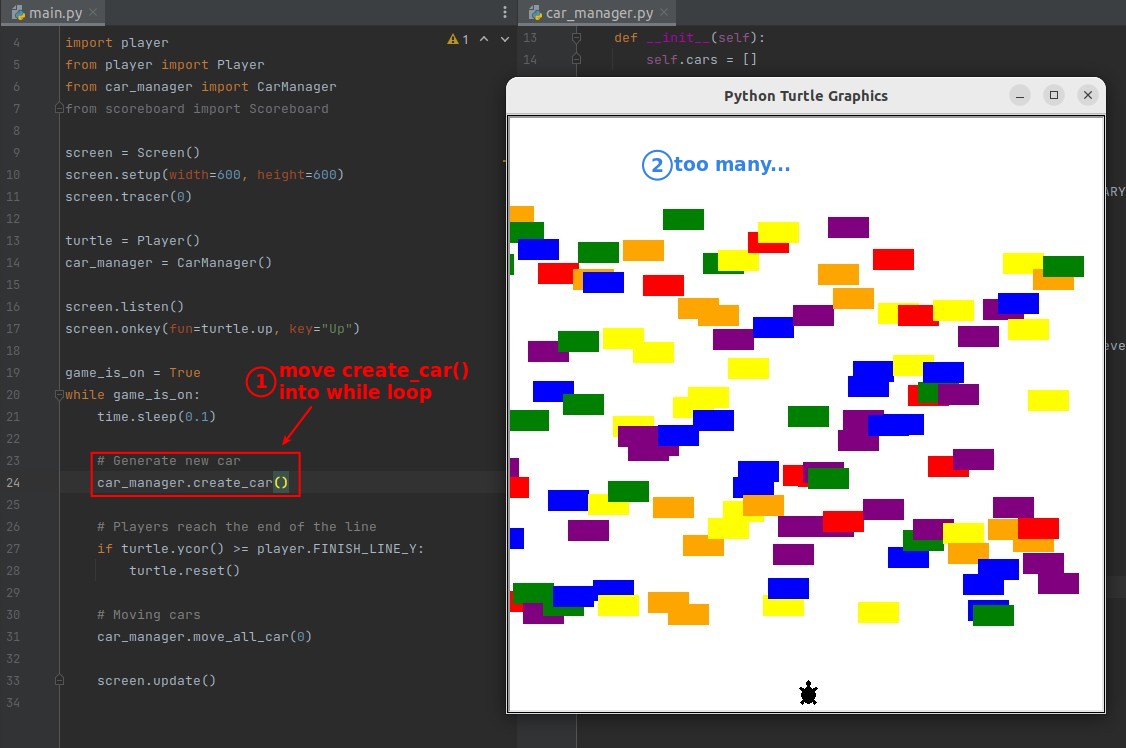 main.py
car_manager.py
4 import player
5 from player import Player
6 from car_manager import CarManager
7 from scoreboard import Scoreboard
8
9 screen = Screen()
10 screen.setup(width=600, height=600)
11 screen.tracer(0)
12
13 turtle = Player()
14 car_manager = CarManager()
15
16 screen.listen()
17 screen.onkey(fun=turtle.up, key="Up")
18
19 game_is_on = True
20 while game_is_on:
21 time.sleep(0.1)
22
23 # Generate new car
24 car_manager.create_car()
25
26 # Players reach the end of the line
27 if turtle.ycor() >= player.FINISH_LINE_Y:
28 turtle.reset()
29
30 # Moving cars
31 car_manager.move_all_car(0)
32
33 screen.update()
34
1
1 move create_car()
into while loop
13 def __init__(self):
14 self.cars = []
Python Turtle Graphics
2 too many...
ARY
eve